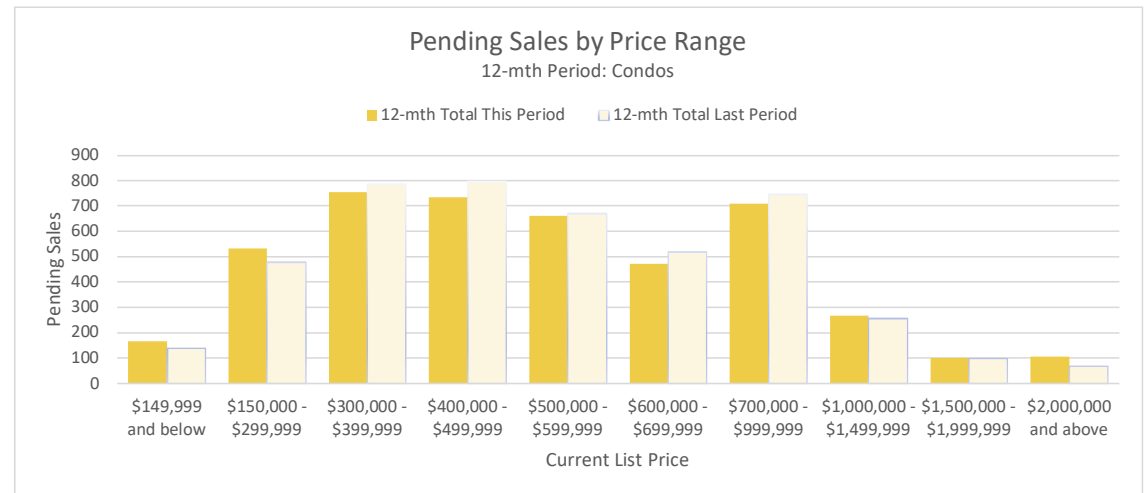 Pending Sales by Price Range
12-mth Period: Condos
12-mth Total This Period 12-mth Total Last Period
Pending Sales
900
800
700
600
500
400
300
200
100
0
$149,999 and below
$150,000 - $299,999
$300,000 - $399,999
$400,000 - $499,999
$500,000 - $599,999
$600,000 - $699,999
$700,000 - $999,999
$1,000,000 - $1,499,999
$1,500,000 - $1,999,999
$2,000,000 and above
Current List Price